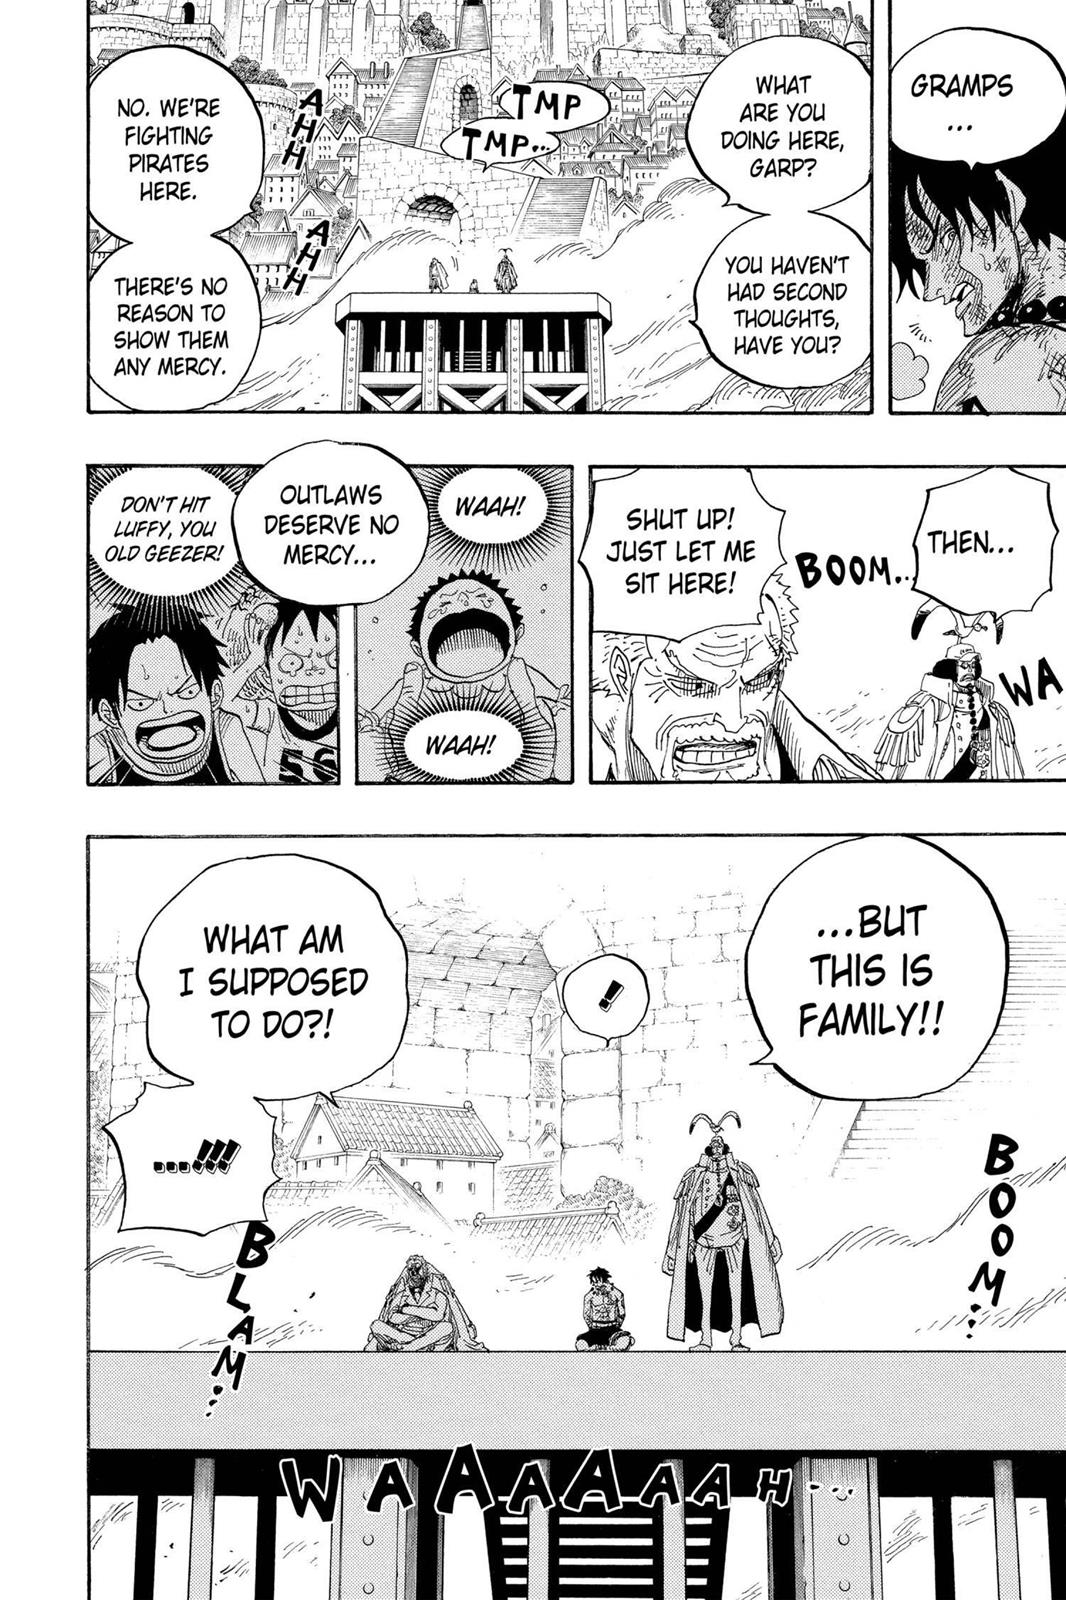 GRAMPS
...
WHAT
ARE YOU
DOING HERE,
GARP?
YOU HAVEN'T
HAD SECOND
THOUGHTS,
HAVE YOU?
TMP
TMP...
AHH
AHH
NO. WE'RE
FIGHTING
PIRATES
HERE.
THERE'S NO
REASON TO
SHOW THEM
ANY MERCY.
THEN...
WA
BOOM...
SHUT UP!
JUST LET ME
SIT HERE!
WAAH!
WAAH!
OUTLAWS
DESERVE NO
MERCY...
DON'T HIT
LUFFY, YOU
OLD GEEZER!
56
...BUT
THIS IS
FAMILY!!
!
WHAT AM
I SUPPOSED
TO DO?!
...!!!
BOOM...
BLAM...
WAAAAAAH...